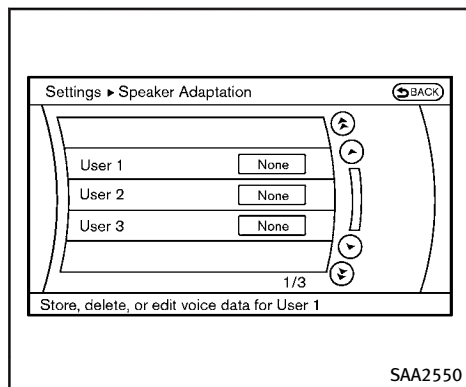 Settings ▸ Speaker Adaptation
BACK
User 1 None
User 2 None
User 3 None
1/3
Store, delete, or edit voice data for User 1
SAA2550